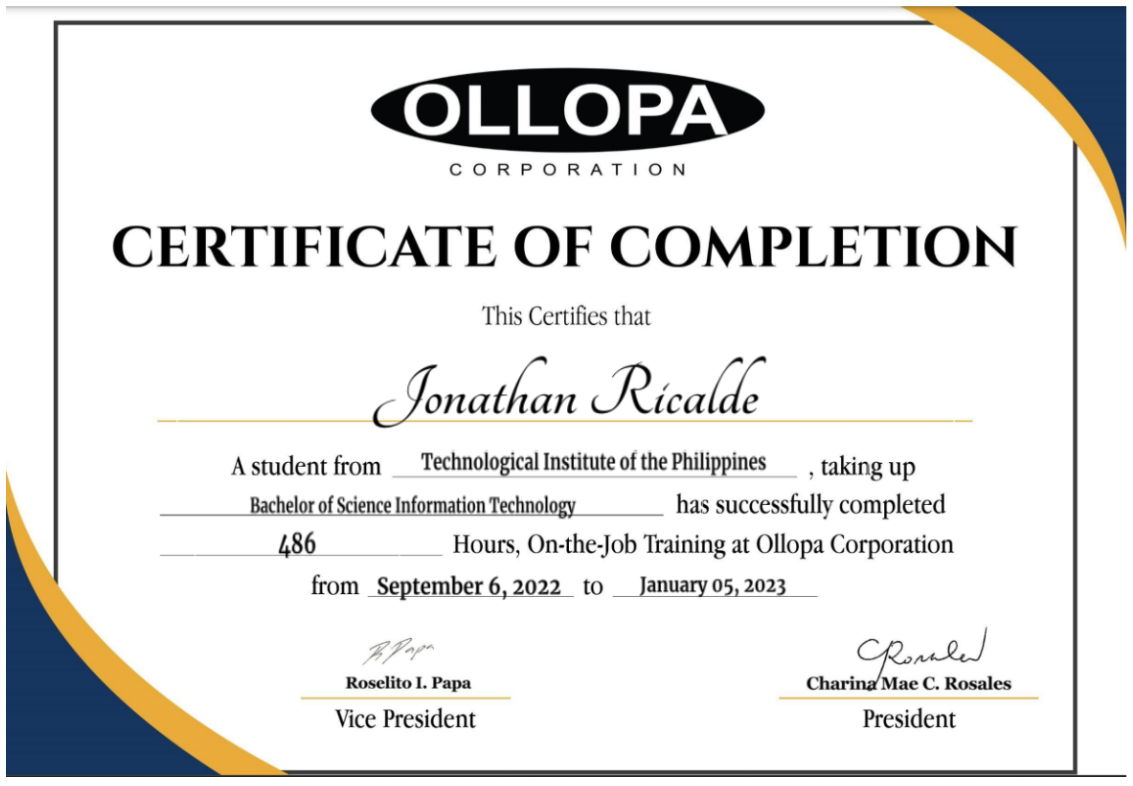 OLLOPA
CORPORATION
CERTIFICATE OF COMPLETION
This Certifies that
Jonathan Ricalde
A student from Technological Institute of the Philippines , taking up
Bachelor of Science Information Technology has successfully completed
486 Hours, On-the-Job Training at Ollopa Corporation
from September 6, 2022 to January 05, 2023
R Papa CRosales
Roselito I. Papa Charina Mae C. Rosales
Vice President President